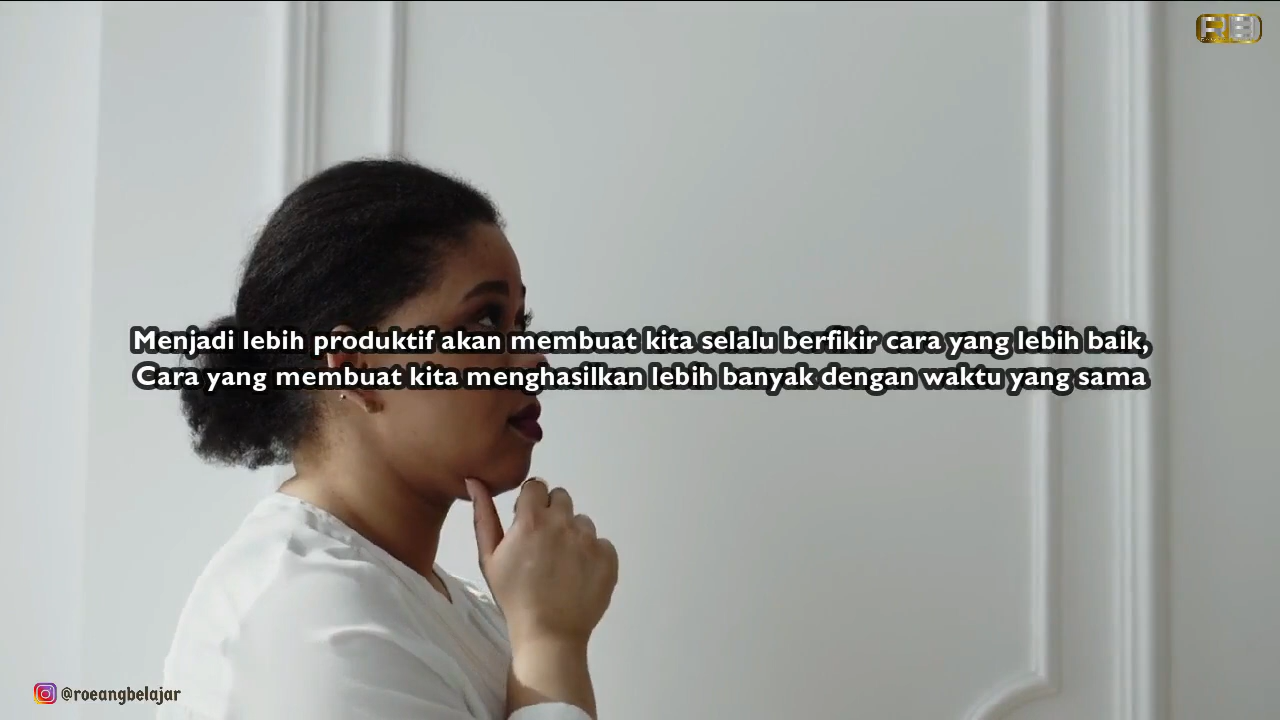 RB
Menjadi lebih produktif akan membuat kita selalu berfikir cara yang lebih baik,
Cara yang membuat kita menghasilkan lebih banyak dengan waktu yang sama
@roeangbelajar